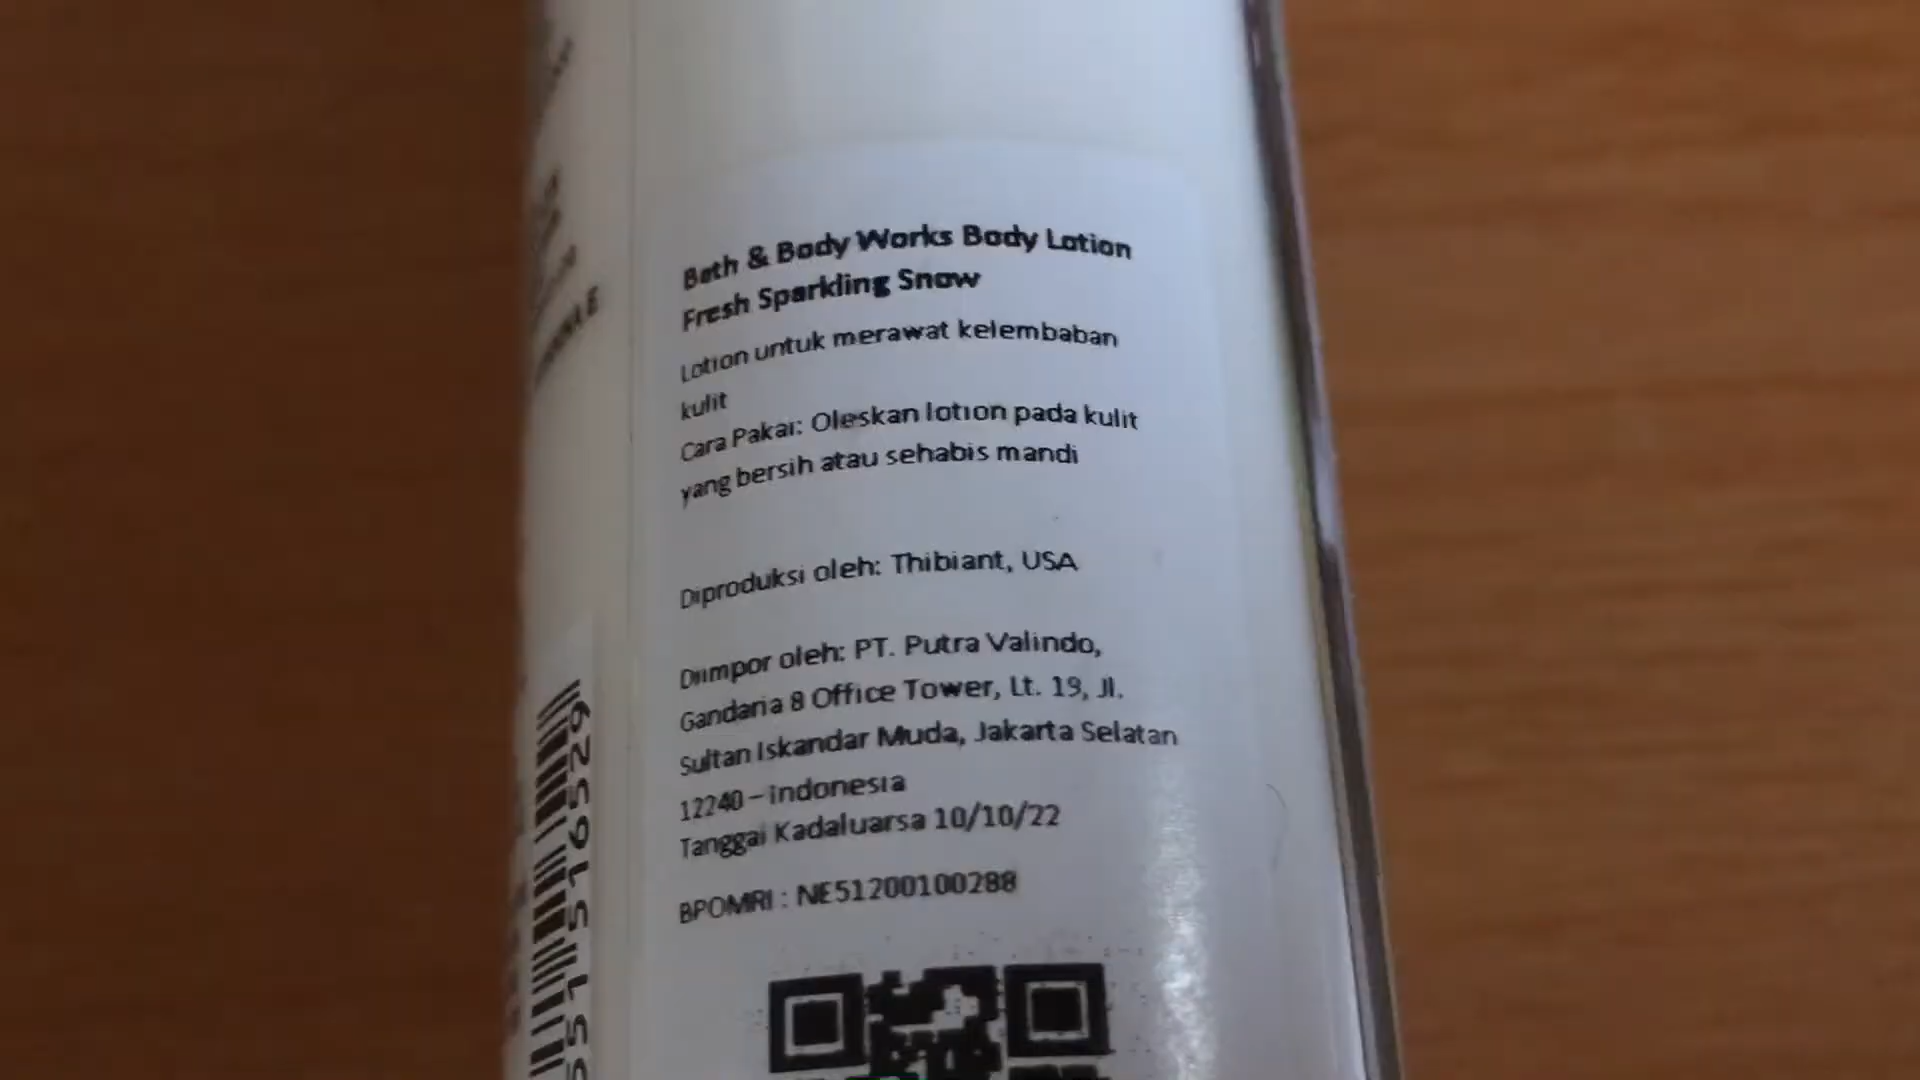 Bath & Body Works Body Lotion
Fresh Sparkling Snow
Lotion untuk merawat kelembaban
kulit
Cara Pakai: Oleskan lotion pada kulit
yang bersih atau sehabis mandi
Diproduksi oleh: Thibiant, USA
Diimpor oleh: PT. Putra Valindo,
Gandaria 8 Office Tower, Lt. 19, Jl.
Sultan Iskandar Muda, Jakarta Selatan
12240 – Indonesia
Tanggal Kadaluarsa 10/10/22
BPOMRI : NE51200100288
551516529